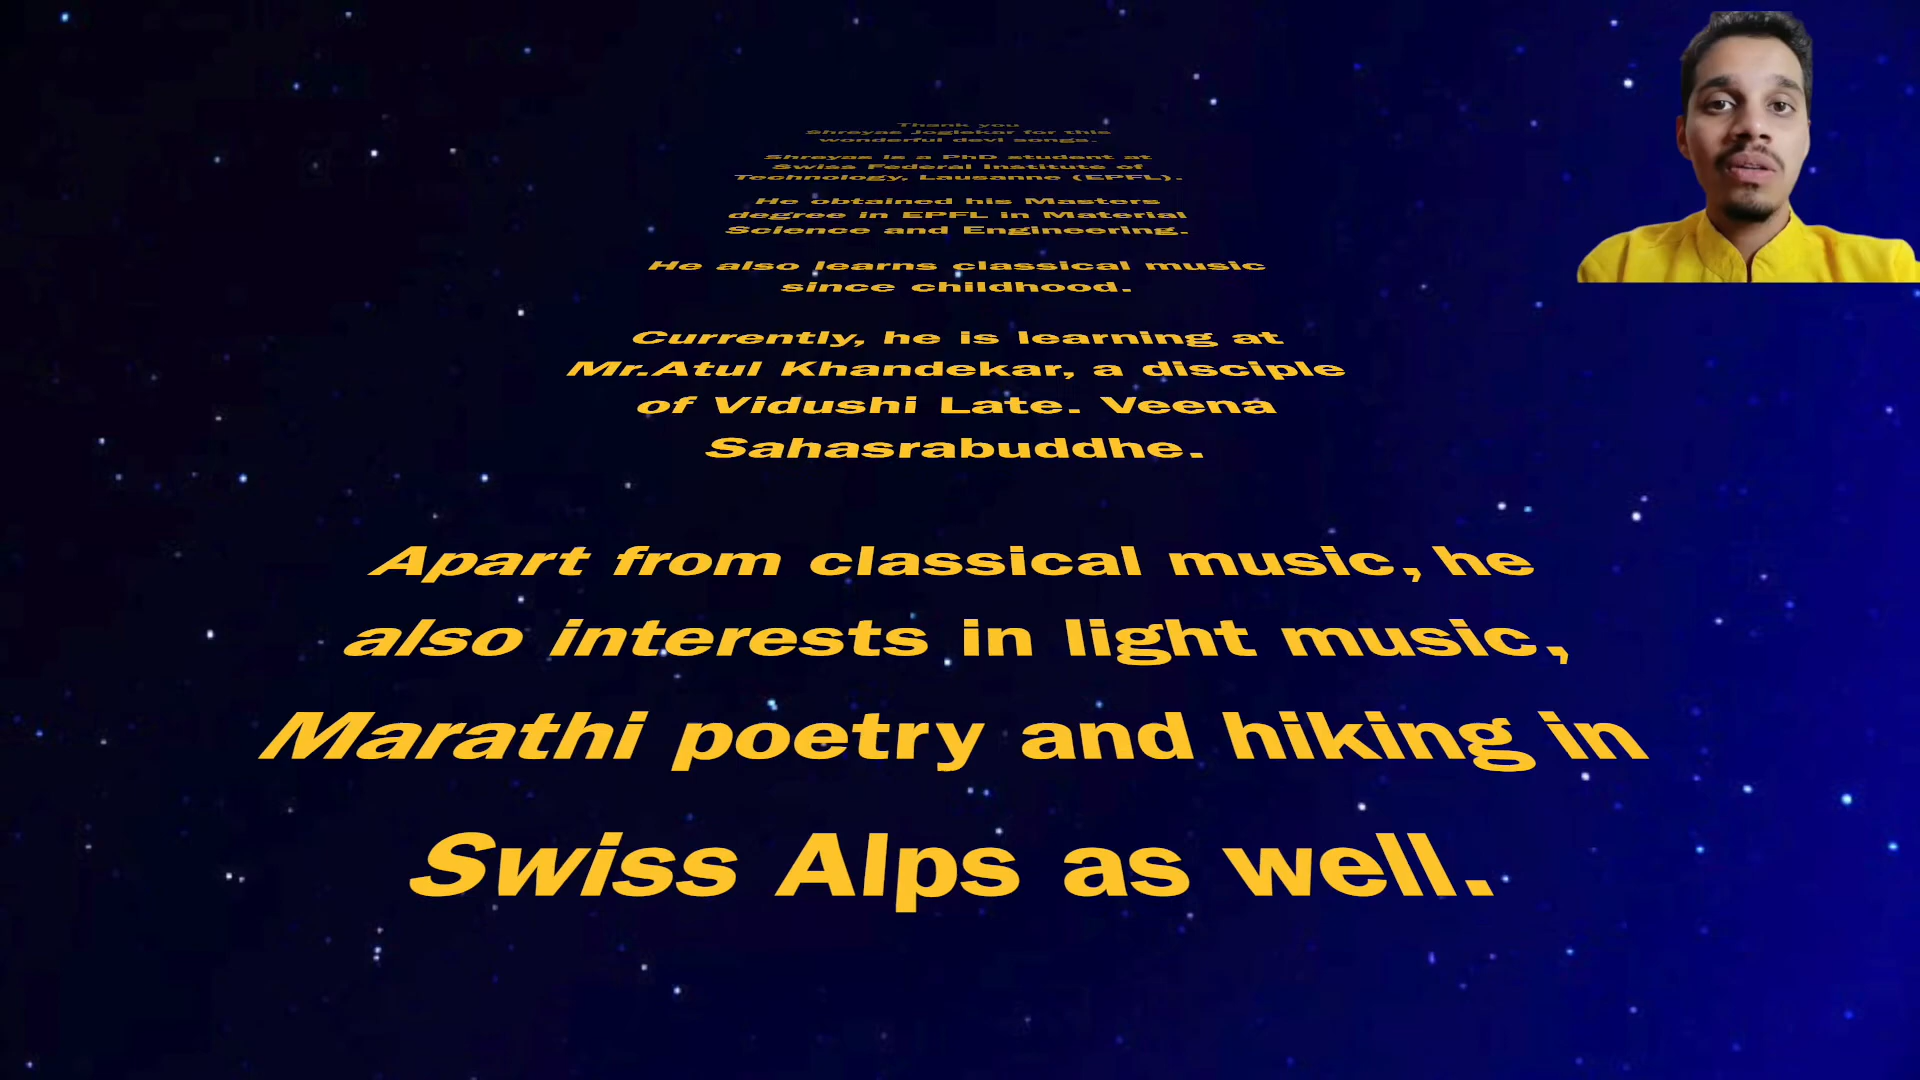 Thank you
Shreyas Joglekar for this
wonderful devi songs.
Shreyas is a PhD student at
Swiss Federal Institute of
Technology, Lausanne (EPFL).
He obtained his Masters
degree in EPFL in Material
Science and Engineering.
He also learns classical music
since childhood.
Currently, he is learning at
Mr.Atul Khandekar, a disciple
of Vidushi Late. Veena
Sahasrabuddhe.
Apart from classical music, he
also interests in light music,
Marathi poetry and hiking in
Swiss Alps as well.